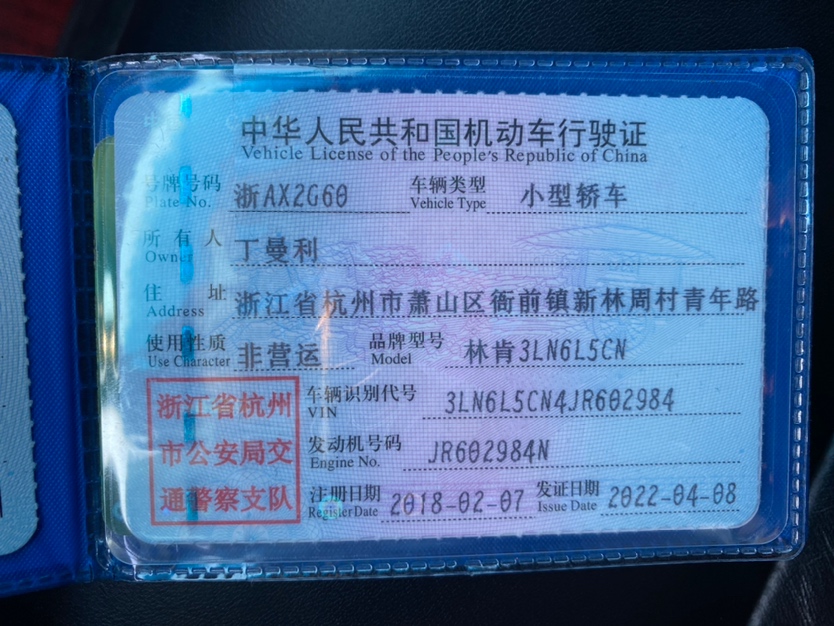 中华人民共和国机动车行驶证
Vehicle License of the People's Republic of China
号牌号码 浙AX2G60 车辆类型 小型轿车
Plate No. Vehicle Type
所有人 丁曼利
Owner
住址 浙江省杭州市萧山区衙前镇新林周村青年路
Address
使用性质 非营运 品牌型号 林肯3LN6L5CN
Use Character Model
浙江省杭州
市公安局交
通警察支队
车辆识别代号 3LN6L5CN4JR602984
VIN
发动机号码 JR602984N
Engine No.
注册日期 2018-02-07 发证日期 2022-04-08
Register Date Issue Date